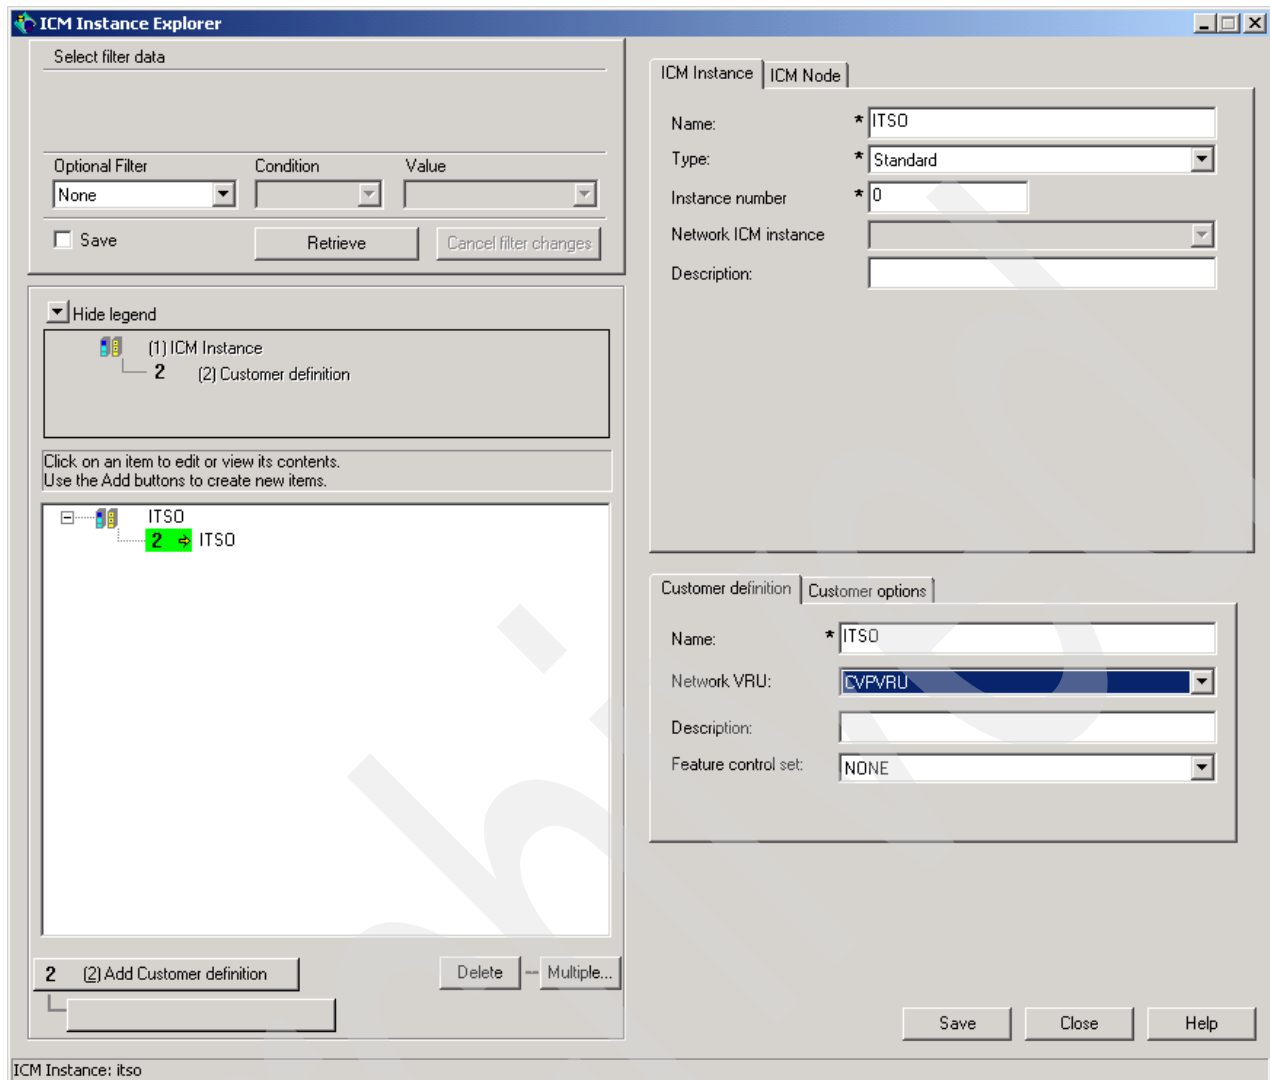 ICM Instance Explorer
Select filter data
Optional Filter Condition Value
None
Save Retrieve Cancel filter changes
Hide legend
(1) ICM Instance
2 (2) Customer definition
Click on an item to edit or view its contents.
Use the Add buttons to create new items.
ITSO
2 ITSO
2 (2) Add Customer definition Delete Multiple...
ICM Instance ICM Node
Name: * ITSO
Type: * Standard
Instance number * 0
Network ICM instance
Description:
Customer definition Customer options
Name: * ITSO
Network VRU: CVPVRU
Description:
Feature control set: NONE
Save Close Help
ICM Instance: itso